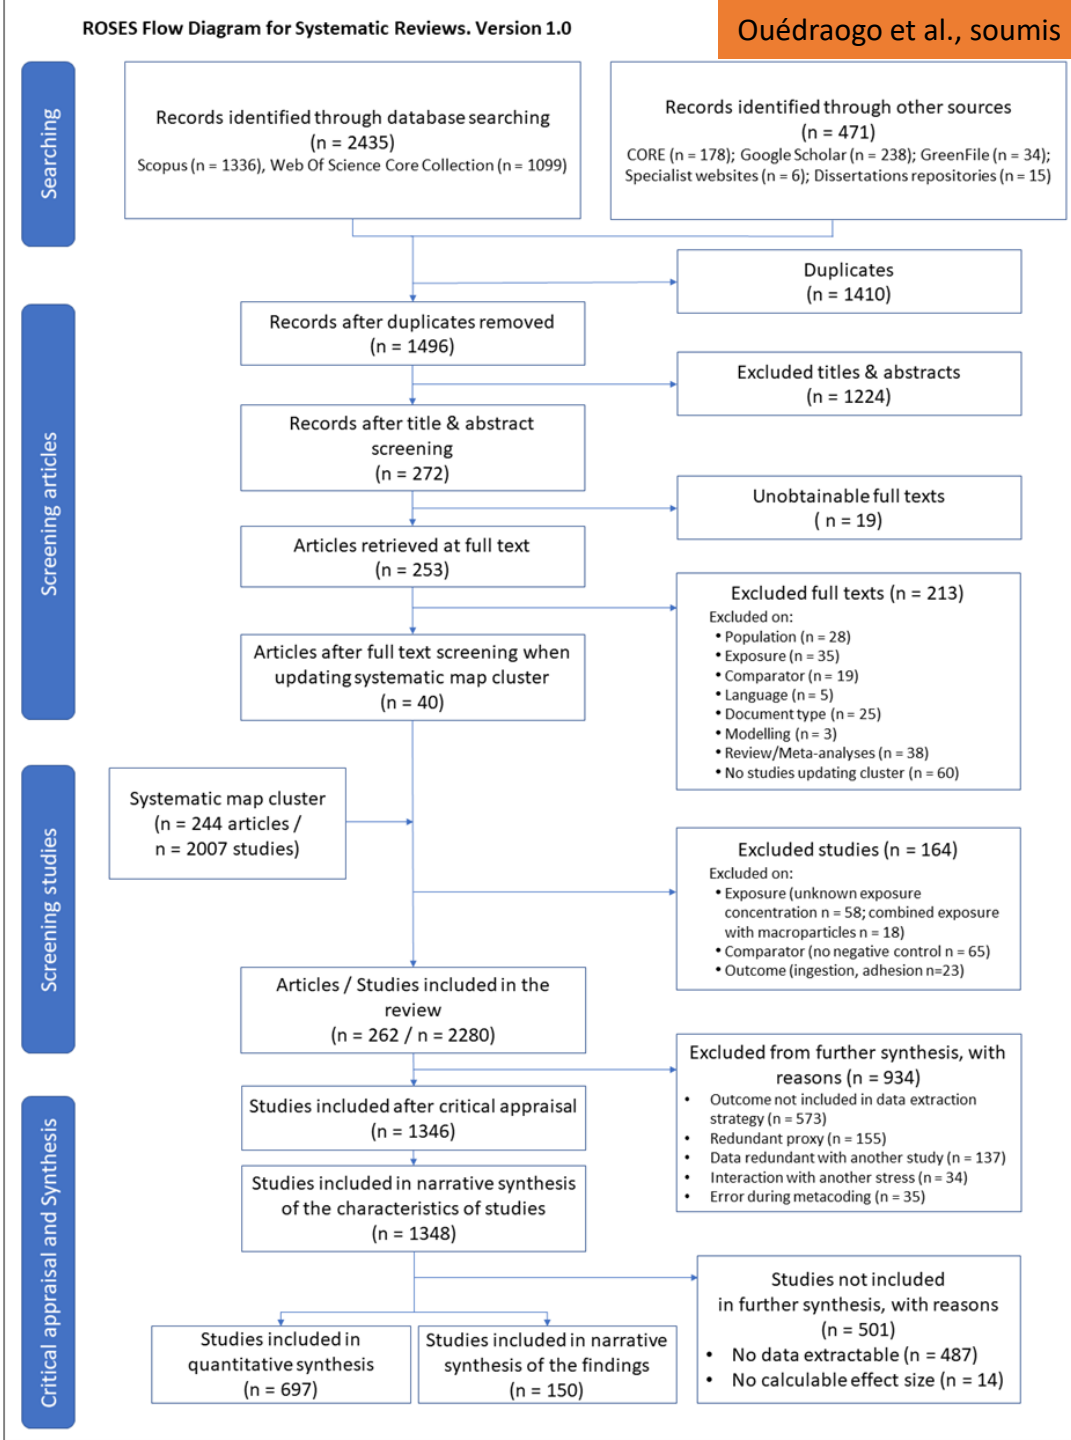 ROSES Flow Diagram for Systematic Reviews. Version 1.0
Ouédraogo et al., soumis
Searching
Records identified through database searching
(n = 2435)
Scopus (n = 1336), Web Of Science Core Collection (n = 1099)
Records identified through other sources
(n = 471)
CORE (n = 178); Google Scholar (n = 238); GreenFile (n = 34);
Specialist websites (n = 6); Dissertations repositories (n = 15)
Duplicates
(n = 1410)
Screening articles
Records after duplicates removed
(n = 1496)
Excluded titles & abstracts
(n = 1224)
Records after title & abstract
screening
(n = 272)
Unobtainable full texts
( n = 19)
Articles retrieved at full text
(n = 253)
Excluded full texts (n = 213)
Excluded on:
• Population (n = 28)
• Exposure (n = 35)
• Comparator (n = 19)
• Language (n = 5)
• Document type (n = 25)
• Modelling (n = 3)
• Review/Meta-analyses (n = 38)
• No studies updating cluster (n = 60)
Articles after full text screening when
updating systematic map cluster
(n = 40)
Screening studies
Systematic map cluster
(n = 244 articles /
n = 2007 studies)
Excluded studies (n = 164)
Excluded on:
• Exposure (unknown exposure
concentration n = 58; combined exposure
with macroparticles n = 18)
• Comparator (no negative control n = 65)
• Outcome (ingestion, adhesion n=23)
Articles / Studies included in the
review
(n = 262 / n = 2280)
Excluded from further synthesis, with
reasons (n = 934)
• Outcome not included in data extraction
strategy (n = 573)
• Redundant proxy (n = 155)
• Data redundant with another study (n = 137)
• Interaction with another stress (n = 34)
• Error during metacoding (n = 35)
Critical appraisal and Synthesis
Studies included after critical appraisal
(n = 1346)
Studies included in narrative synthesis
of the characteristics of studies
(n = 1348)
Studies not included
in further synthesis, with reasons
(n = 501)
• No data extractable (n = 487)
• No calculable effect size (n = 14)
Studies included in
quantitative synthesis
(n = 697)
Studies included in narrative
synthesis of the findings
(n = 150)